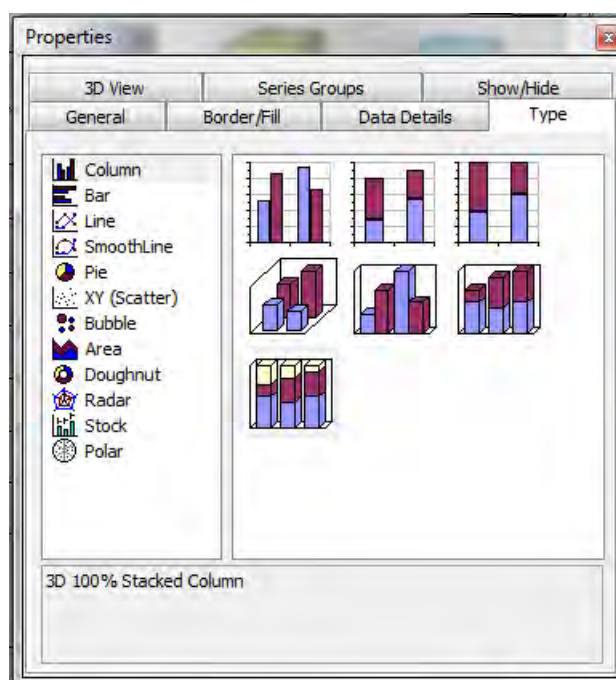 Properties
3D View Series Groups Show/Hide
General Border/Fill Data Details Type
Column
Bar
Line
SmoothLine
Pie
XY (Scatter)
Bubble
Area
Doughnut
Radar
Stock
Polar
3D 100% Stacked Column